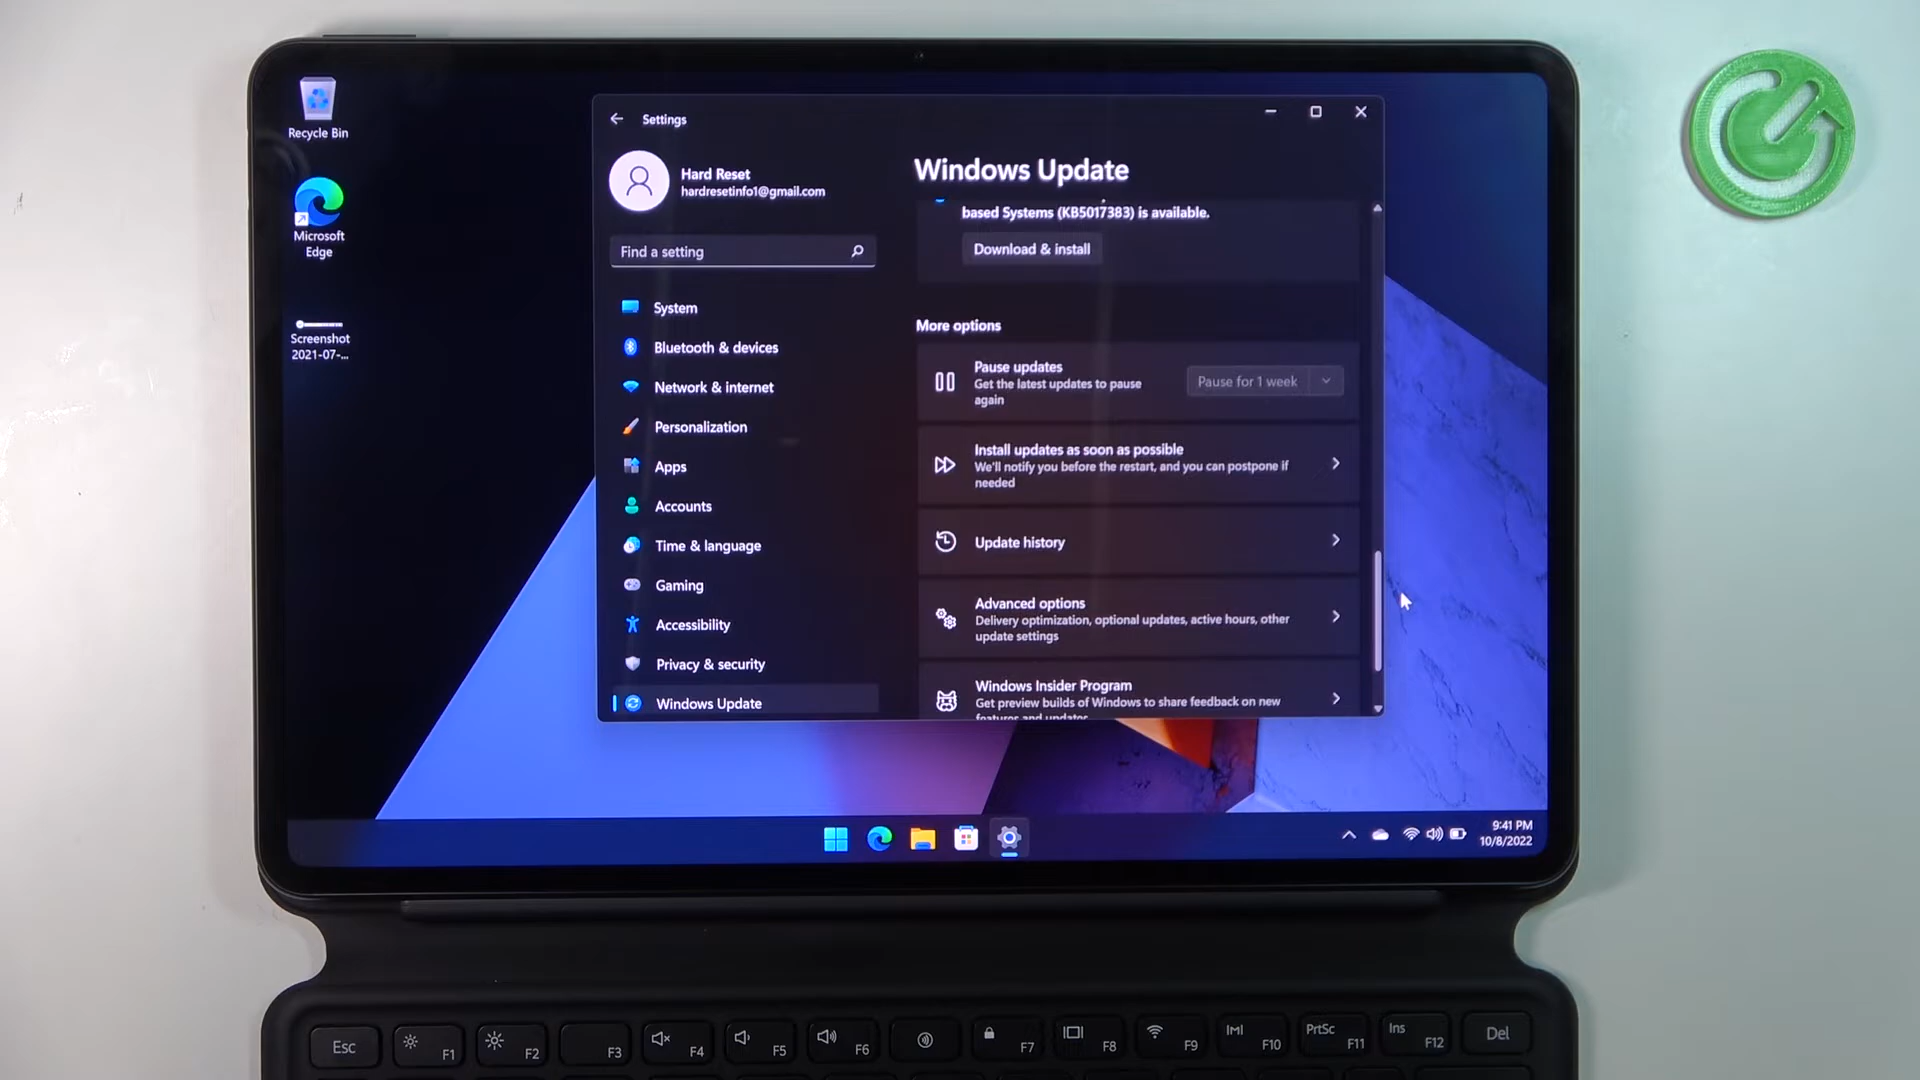 Recycle Bin
Microsoft
Edge
Screenshot
2021-07-...
Settings
Hard Reset
hardresetinfo1@gmail.com
Find a setting
System
Bluetooth & devices
Network & internet
Personalization
Apps
Accounts
Time & language
Gaming
Accessibility
Privacy & security
Windows Update
Windows Update
based Systems (KB5017383) is available.
Download & install
More options
Pause updates
Get the latest updates to pause
again
Pause for 1 week
Install updates as soon as possible
We'll notify you before the restart, and you can postpone if
needed
Update history
Advanced options
Delivery optimization, optional updates, active hours, other
update settings
Windows Insider Program
Get preview builds of Windows to share feedback on new
features and updates
9:41 PM
10/8/2022
Esc
F1
F2
F3
F4
F5
F6
F7
F8
F9
F10
PrtSc
F11
Ins
F12
Del